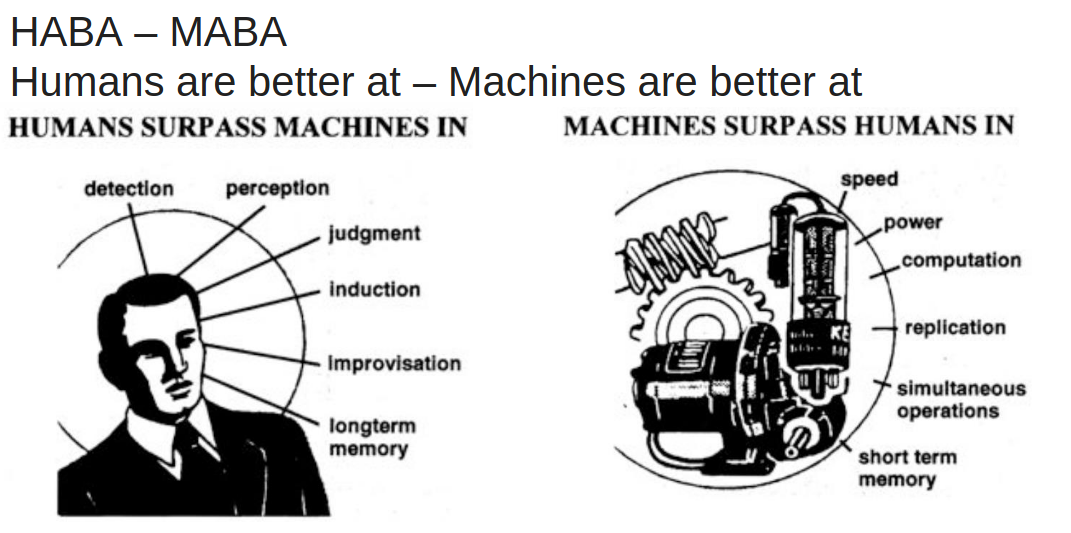 HABA – MABA
Humans are better at – Machines are better at
HUMANS SURPASS MACHINES IN
detection
perception
judgment
induction
improvisation
longterm
memory
MACHINES SURPASS HUMANS IN
speed
power
computation
replication
simultaneous
operations
short term
memory